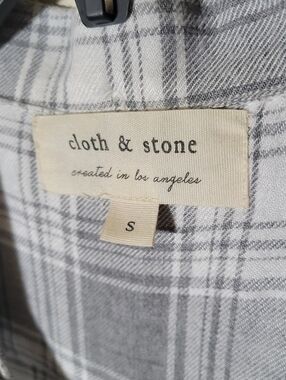 cloth & stone
created in los angeles
S